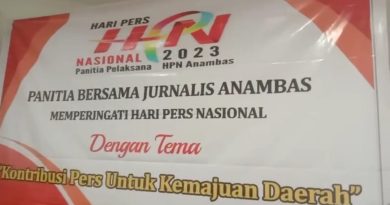 HARI PERS
HPN
NASIONAL 2023
Panitia Pelaksana HPN Anambas
PANITIA BERSAMA JURNALIS ANAMBAS
MEMPERINGATI HARI PERS NASIONAL
Dengan Tema
"Kontribusi Pers Untuk Kemajuan Daerah"